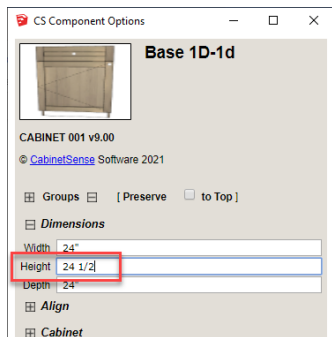 CS Component Options
Base 1D-1d
CABINET 001 v9.00
© CabinetSense Software 2021
Groups [ Preserve to Top ]
Dimensions
Width 24"
Height 24 1/2
Depth 24"
Align
Cabinet